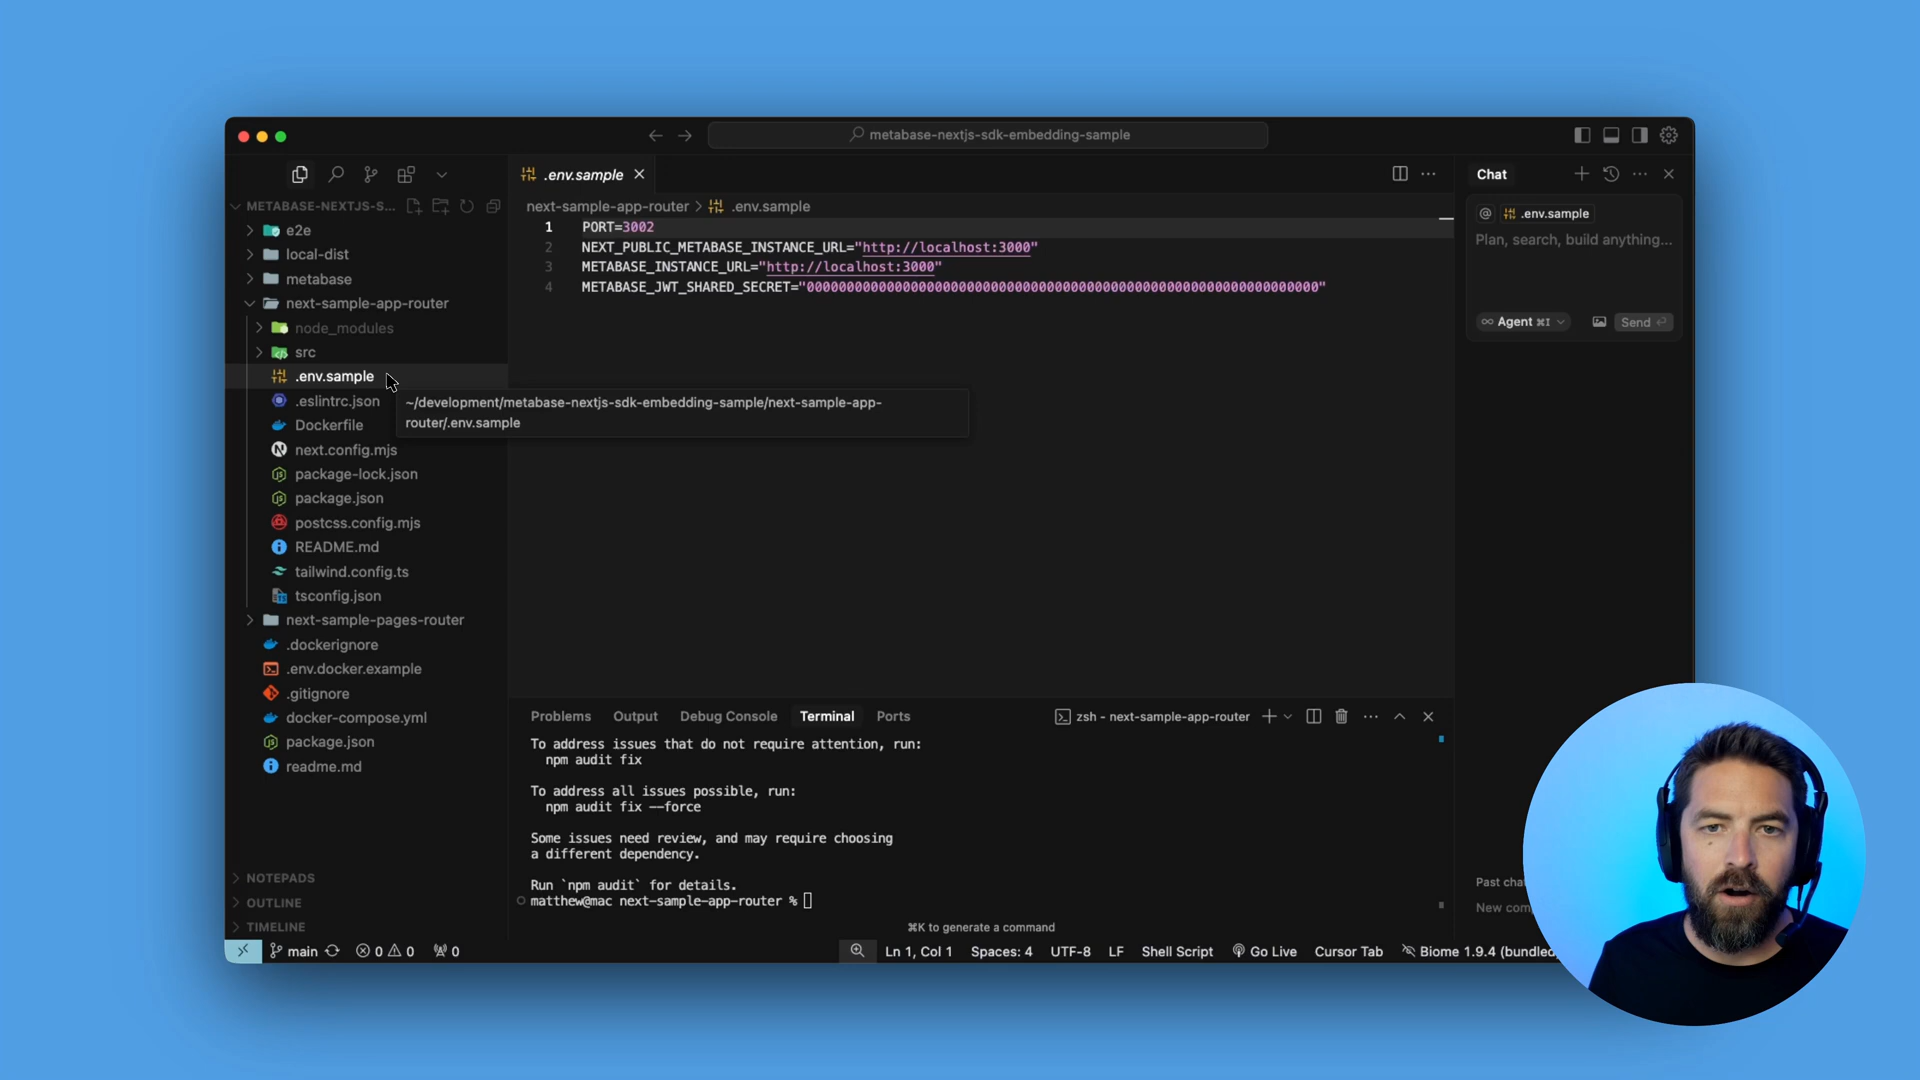 metabase-nextjs-sdk-embedding-sample
METABASE-NEXTJS-S...
e2e
local-dist
metabase
next-sample-app-router
node_modules
src
.env.sample
.eslintrc.json
Dockerfile
next.config.mjs
package-lock.json
package.json
postcss.config.mjs
README.md
tailwind.config.ts
tsconfig.json
next-sample-pages-router
.dockerignore
.env.docker.example
.gitignore
docker-compose.yml
package.json
readme.md
NOTEPADS
OUTLINE
TIMELINE
.env.sample
next-sample-app-router > .env.sample
1 PORT=3002
2 NEXT_PUBLIC_METABASE_INSTANCE_URL="http://localhost:3000"
3 METABASE_INSTANCE_URL="http://localhost:3000"
4 METABASE_JWT_SHARED_SECRET="0000000000000000000000000000000000000000000000000000000000000000"
~/development/metabase-nextjs-sdk-embedding-sample/next-sample-app-
router/.env.sample
Problems Output Debug Console Terminal Ports
zsh - next-sample-app-router
To address issues that do not require attention, run:
npm audit fix
To address all issues possible, run:
npm audit fix --force
Some issues need review, and may require choosing
a different dependency.
Run `npm audit` for details.
matthew@mac next-sample-app-router %
⌘K to generate a command
Chat
@ .env.sample
Plan, search, build anything...
∞ Agent ⌘I
Send
Past chat
New com
main 0 0 0
Ln 1, Col 1 Spaces: 4 UTF-8 LF Shell Script Go Live Cursor Tab Biome 1.9.4 (bundled